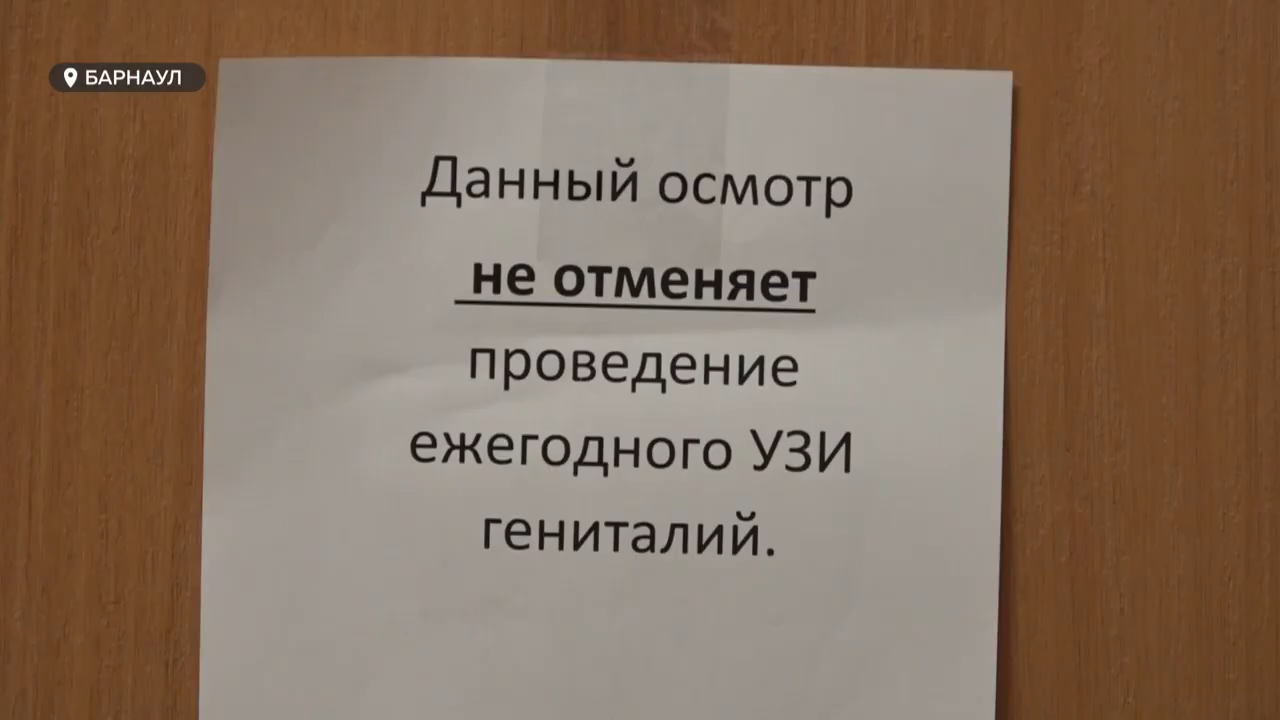 БАРНАУЛ
Данный осмотр
не отменяет
проведение
ежегодного УЗИ
гениталий.